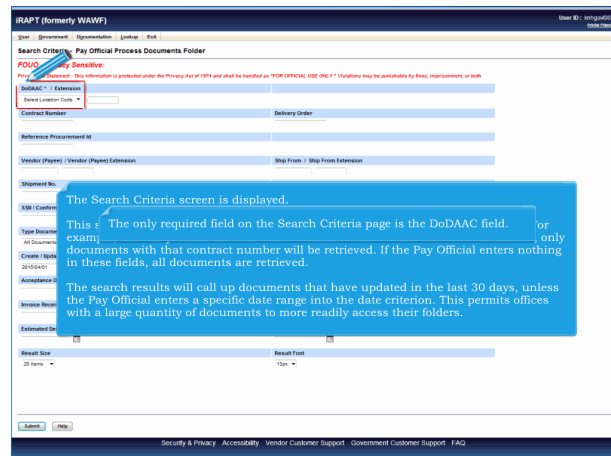 iRAPT (formerly WAWF)
User ID : 
Printer Friendly
User Government Documentation Lookup Exit
Search Criteria - Pay Official Process Documents Folder
FOUO Privacy Sensitive:
Privacy Statement - This information is protected under the Privacy Act of 1974 and shall be handled as "FOR OFFICIAL USE ONLY." Violations may be punishable by fines, imprisonment, or both.
DoDAAC * / Extension
Select Location Code
Contract Number Delivery Order
Reference Procurement Id
Vendor (Payee) / Vendor (Payee) Extension Ship From / Ship From Extension
Shipment No.
The Search Criteria screen is displayed.
SSII / Confirm
This s
The only required field on the Search Criteria page is the DoDAAC field.
or
Type Docume
exam , only
All Documents
documents with that contract number will be retrieved. If the Pay Official enters nothing
Create / Upda
in these fields, all documents are retrieved.
2015/04/01
Acceptance D
The search results will call up documents that have updated in the last 30 days, unless
the Pay Official enters a specific date range into the date criterion. This permits offices
Invoice Recei
with a large quantity of documents to more readily access their folders.
Estimated De
Result Size Result Font
20 Items 13px
Submit Help
Security & Privacy Accessibility Vendor Customer Support Government Customer Support FAQ